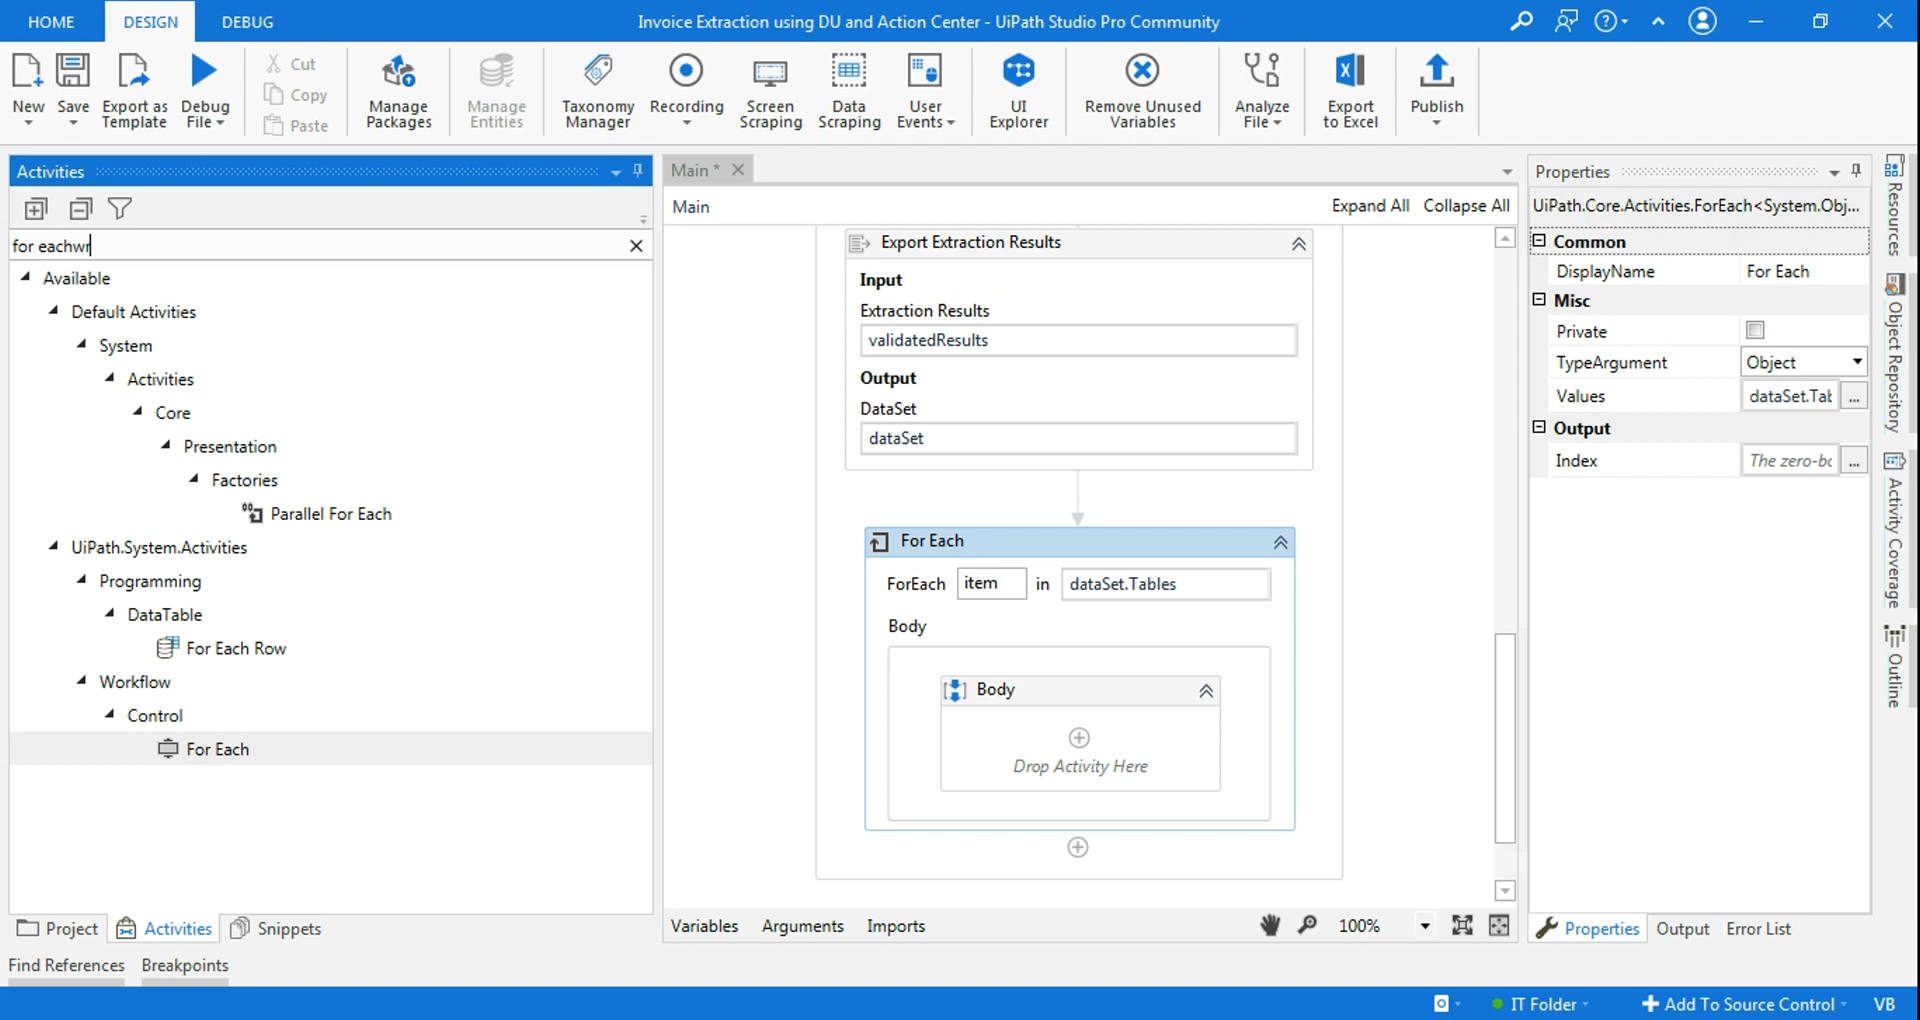 HOME DESIGN DEBUG Invoice Extraction using DU and Action Center - UiPath Studio Pro Community
New Save Export as Template Debug File Cut Copy Paste Manage Packages Manage Entities Taxonomy Manager Recording Screen Scraping Data Scraping User Events UI Explorer Remove Unused Variables Analyze File Export to Excel Publish
Activities
for eachwr
Available
Default Activities
System
Activities
Core
Presentation
Factories
Parallel For Each
UiPath.System.Activities
Programming
DataTable
For Each Row
Workflow
Control
For Each
Project Activities Snippets
Find References Breakpoints
Main *
Main Expand All Collapse All
Export Extraction Results
Input
Extraction Results
validatedResults
Output
DataSet
dataSet
For Each
ForEach item in dataSet.Tables
Body
Body
Drop Activity Here
Variables Arguments Imports 100%
Properties
UiPath.Core.Activities.ForEach<System.Obj...
Common
DisplayName For Each
Misc
Private
TypeArgument Object
Values dataSet.Tab ...
Output
Index The zero-ba ...
Properties Output Error List
Resources
Object Repository
Activity Coverage
Outline
IT Folder Add To Source Control VB